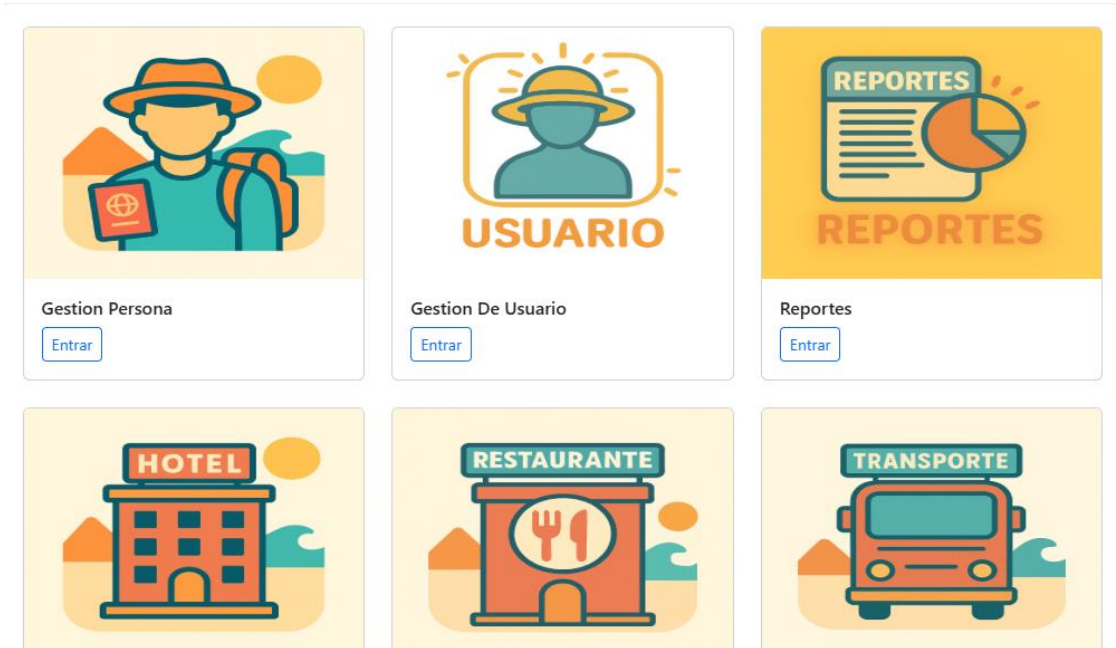 USUARIO
REPORTES
REPORTES
Gestion Persona
Gestion De Usuario
Reportes
Entrar
Entrar
Entrar
HOTEL
RESTAURANTE
TRANSPORTE